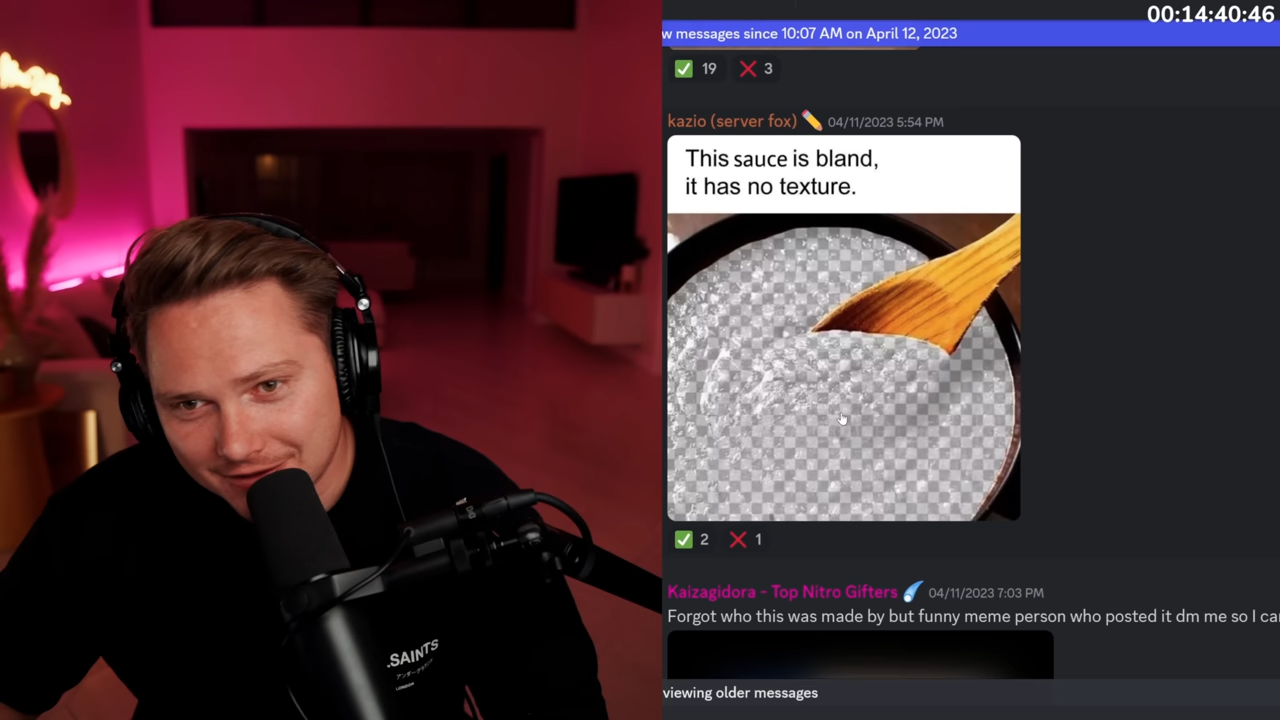 00:14:40:46
w messages since 10:07 AM on April 12, 2023
19 3
kazio (server fox) 04/11/2023 5:54 PM
This sauce is bland,
it has no texture.
2 1
Kaizagidora - Top Nitro Gifters 04/11/2023 7:03 PM
Forgot who this was made by but funny meme person who posted it dm me so I ca
viewing older messages
.SAINTS
LONDON